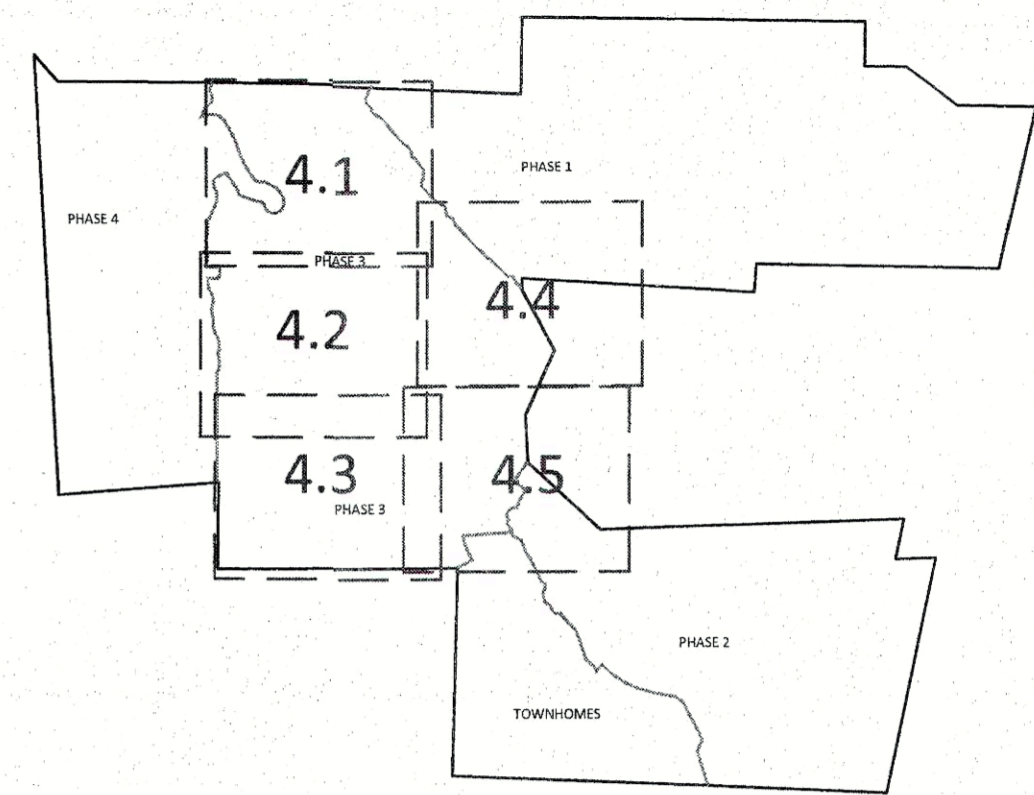 PHASE 1
4.1
PHASE 4
PHASE 3
4.4
4.2
4.3
4.5
PHASE 3
PHASE 2
TOWNHOMES